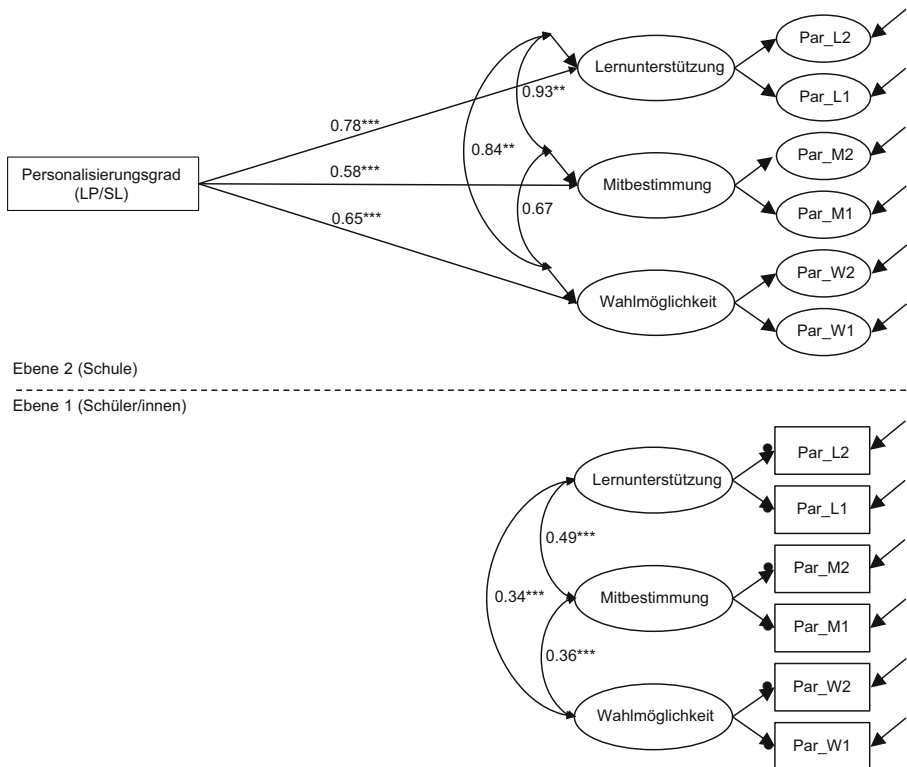 Par_L2
Lernunterstützung
Par_L1
0.93**
0.78***
0.84**
Par_M2
Personalisierungsgrad
(LP/SL)
0.58***
Mitbestimmung
Par_M1
0.67
0.65***
Par_W2
Wahlmöglichkeit
Par_W1
Ebene 2 (Schule)
Ebene 1 (Schüler/innen)
Par_L2
Lernunterstützung
Par_L1
0.49***
Par_M2
0.34***
Mitbestimmung
Par_M1
0.36***
Par_W2
Wahlmöglichkeit
Par_W1